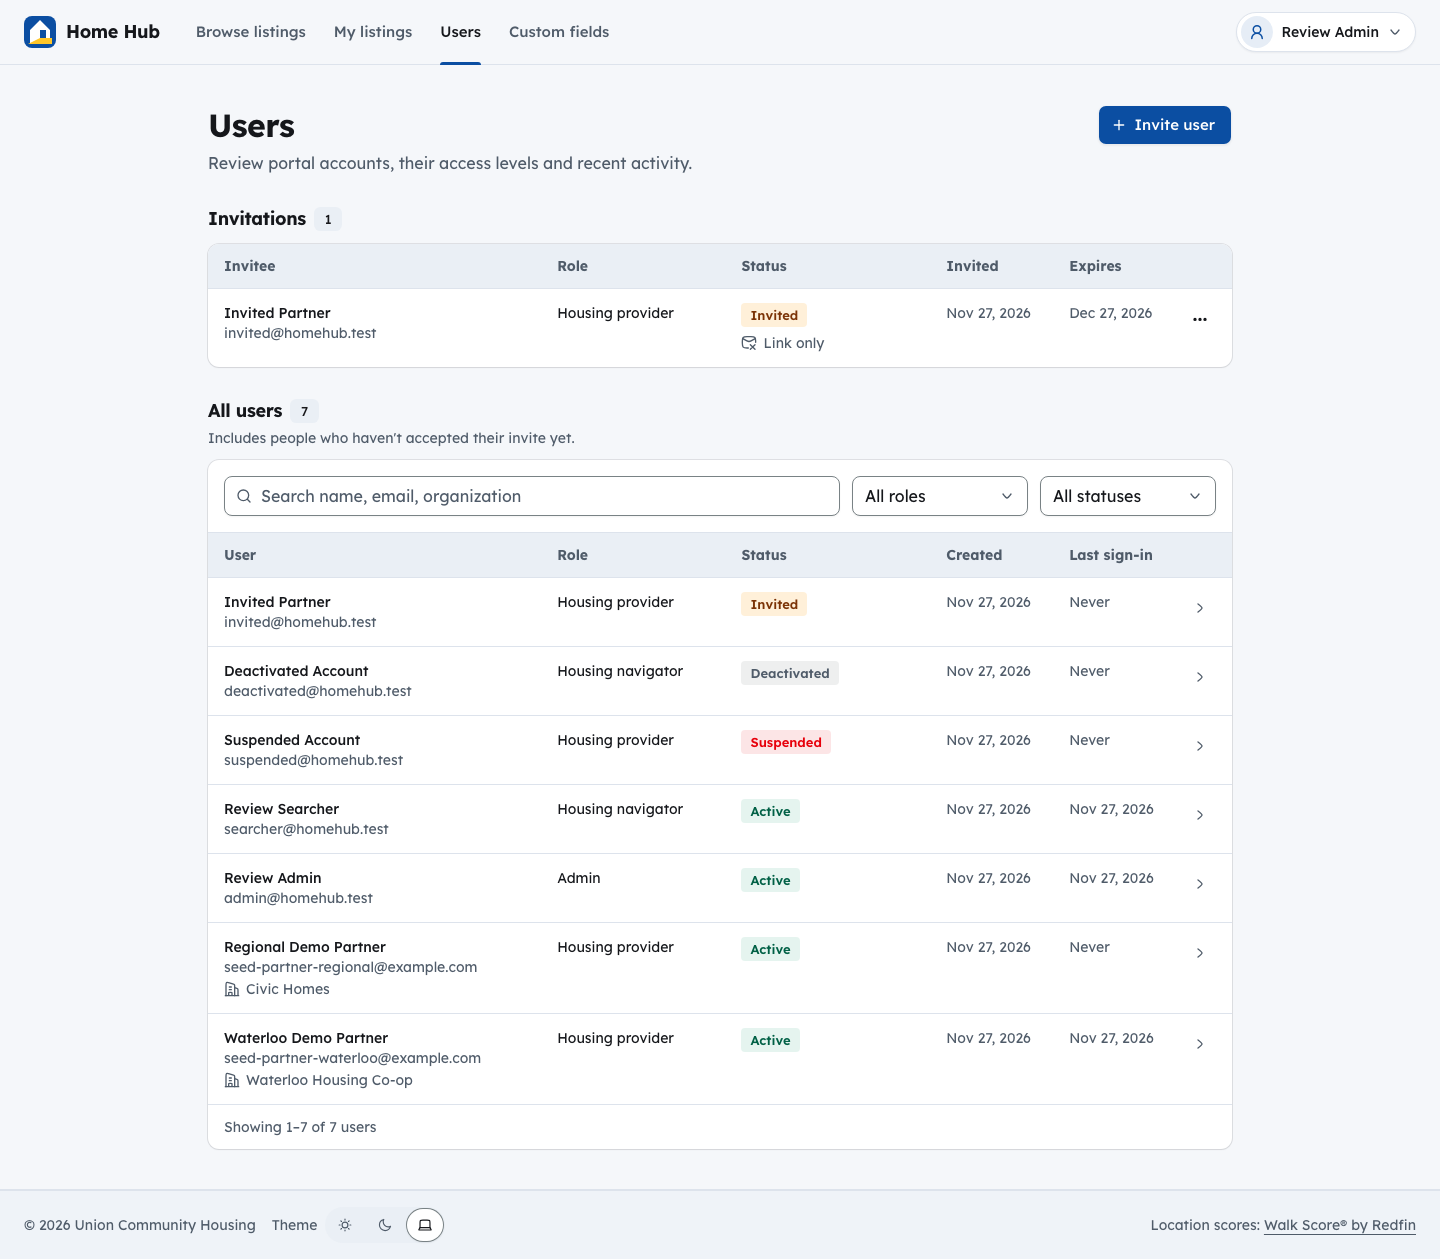 Home Hub
Browse listings
My listings
Users
Custom fields
Review Admin
Users
Invite user
Review portal accounts, their access levels and recent activity.
Invitations 1
Invitee Role Status Invited Expires
Invited Partner Housing provider Invited Nov 27, 2026 Dec 27, 2026
invited@homehub.test
Link only
All users 7
Includes people who haven't accepted their invite yet.
Search name, email, organization All roles All statuses
User Role Status Created Last sign-in
Invited Partner Housing provider Invited Nov 27, 2026 Never
invited@homehub.test
Deactivated Account Housing navigator Deactivated Nov 27, 2026 Never
deactivated@homehub.test
Suspended Account Housing provider Suspended Nov 27, 2026 Never
suspended@homehub.test
Review Searcher Housing navigator Active Nov 27, 2026 Nov 27, 2026
searcher@homehub.test
Review Admin Admin Active Nov 27, 2026 Nov 27, 2026
admin@homehub.test
Regional Demo Partner Housing provider Active Nov 27, 2026 Never
seed-partner-regional@example.com
Civic Homes
Waterloo Demo Partner Housing provider Active Nov 27, 2026 Nov 27, 2026
seed-partner-waterloo@example.com
Waterloo Housing Co-op
Showing 1–7 of 7 users
© 2026 Union Community Housing Theme Location scores: Walk Score® by Redfin